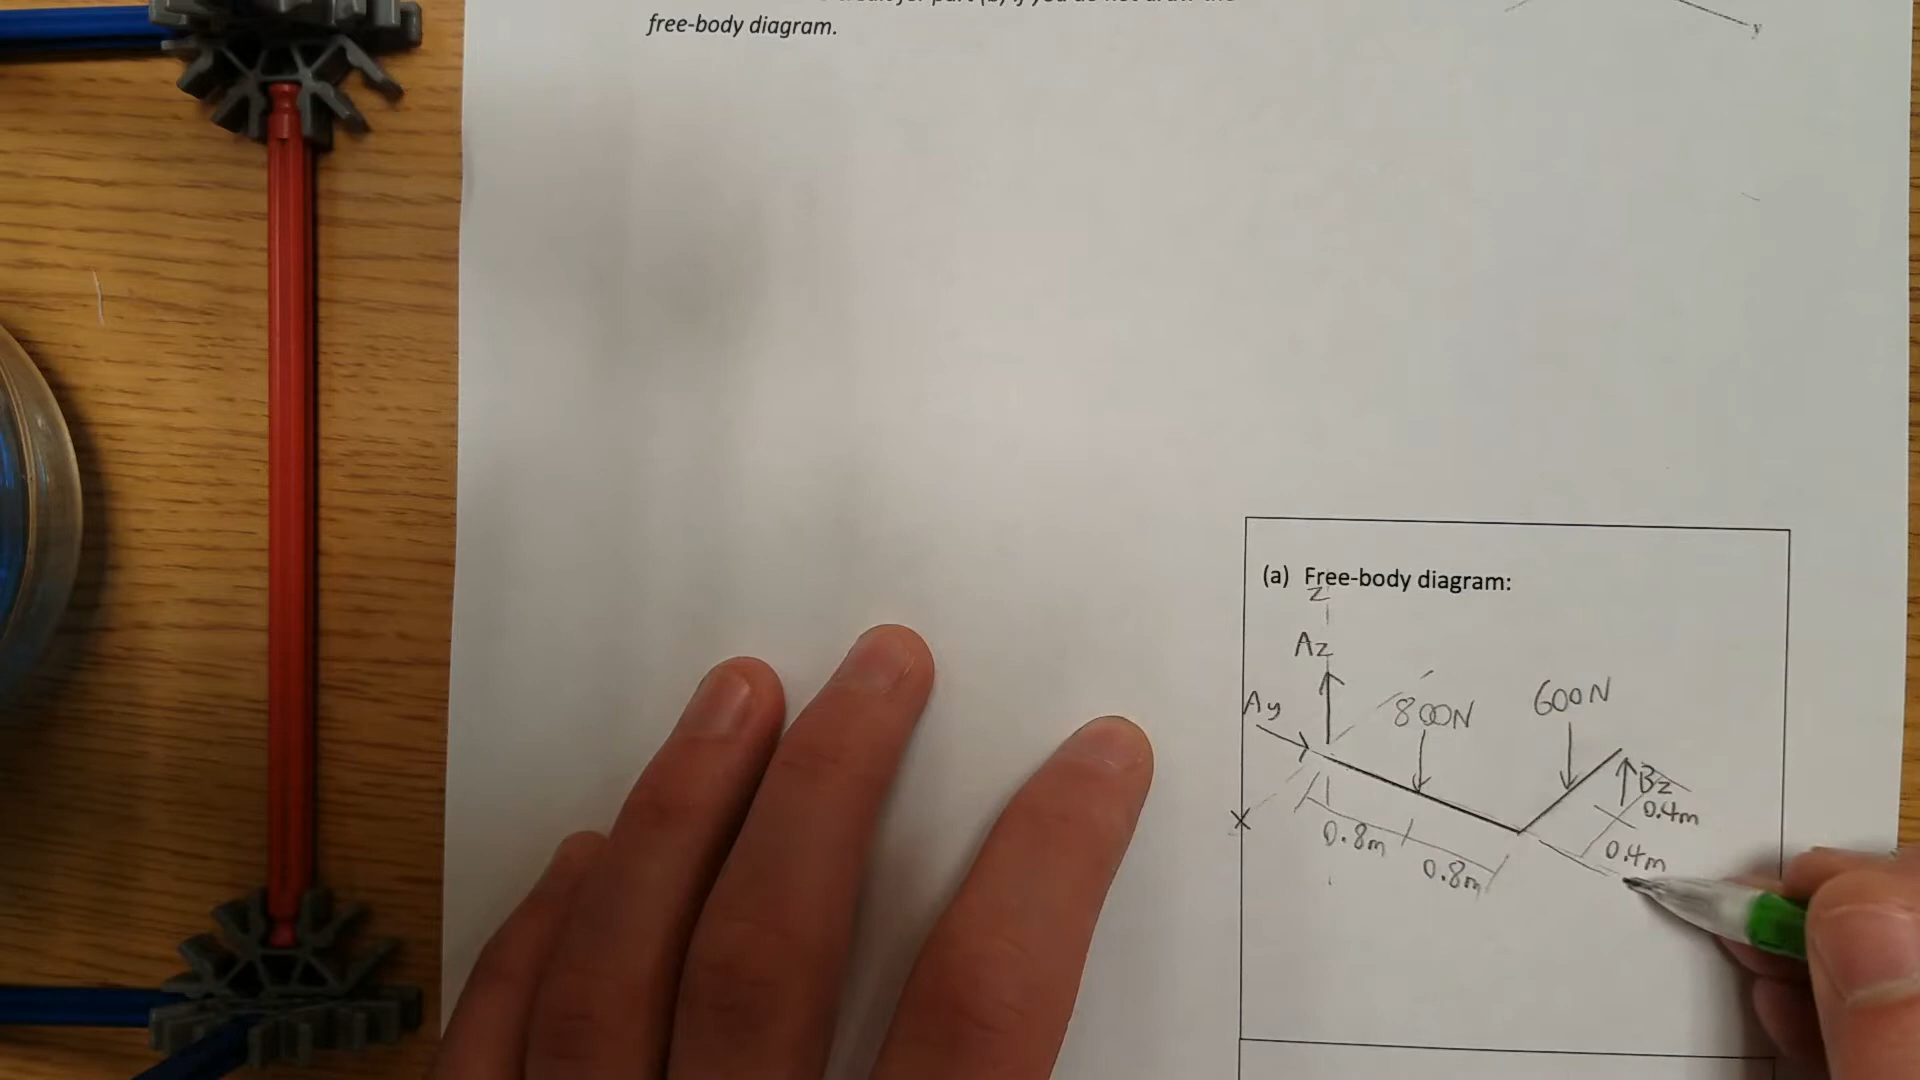 free-body diagram.
y
(a) Free-body diagram:
Z
Az
Ay
800N
600N
Bz
0.4m
0.4m
0.8m
0.8m
x